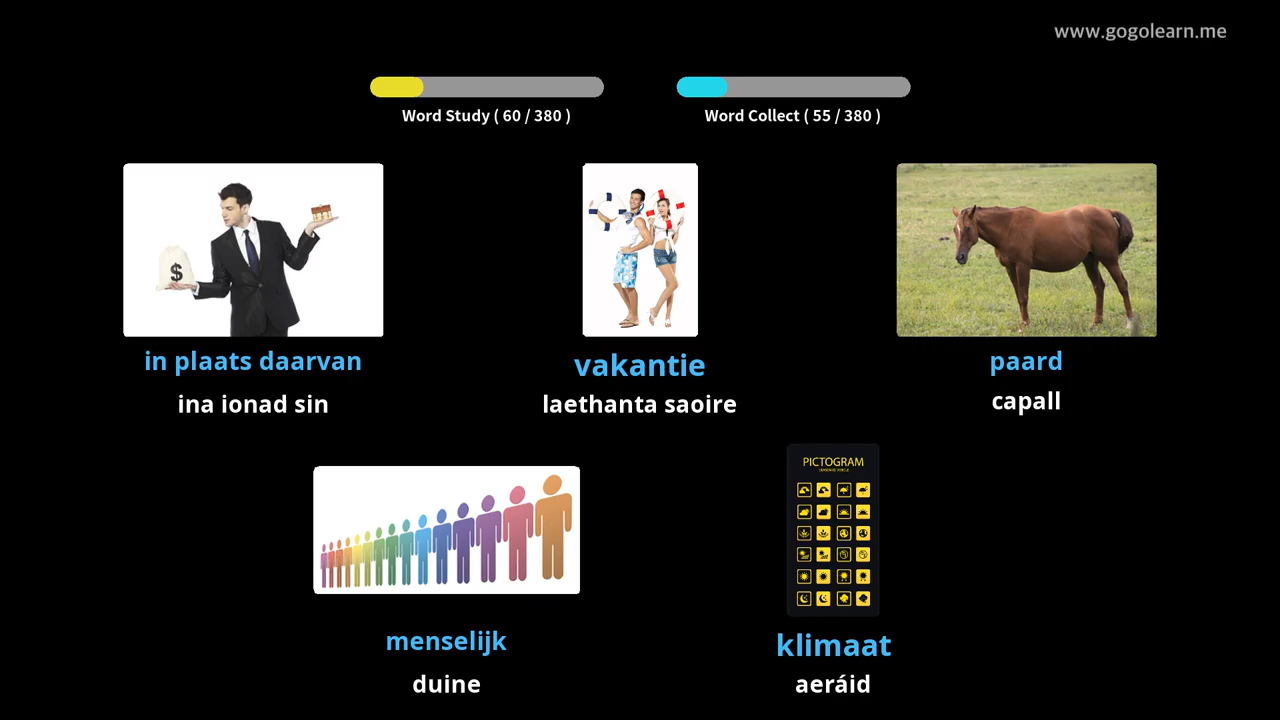 www.gogolearn.me
Word Study ( 60 / 380 )
Word Collect ( 55 / 380 )
$
in plaats daarvan
ina ionad sin
vakantie
laethanta saoire
paard
capall
PICTOGRAM
menselijk
duine
klimaat
aeráid